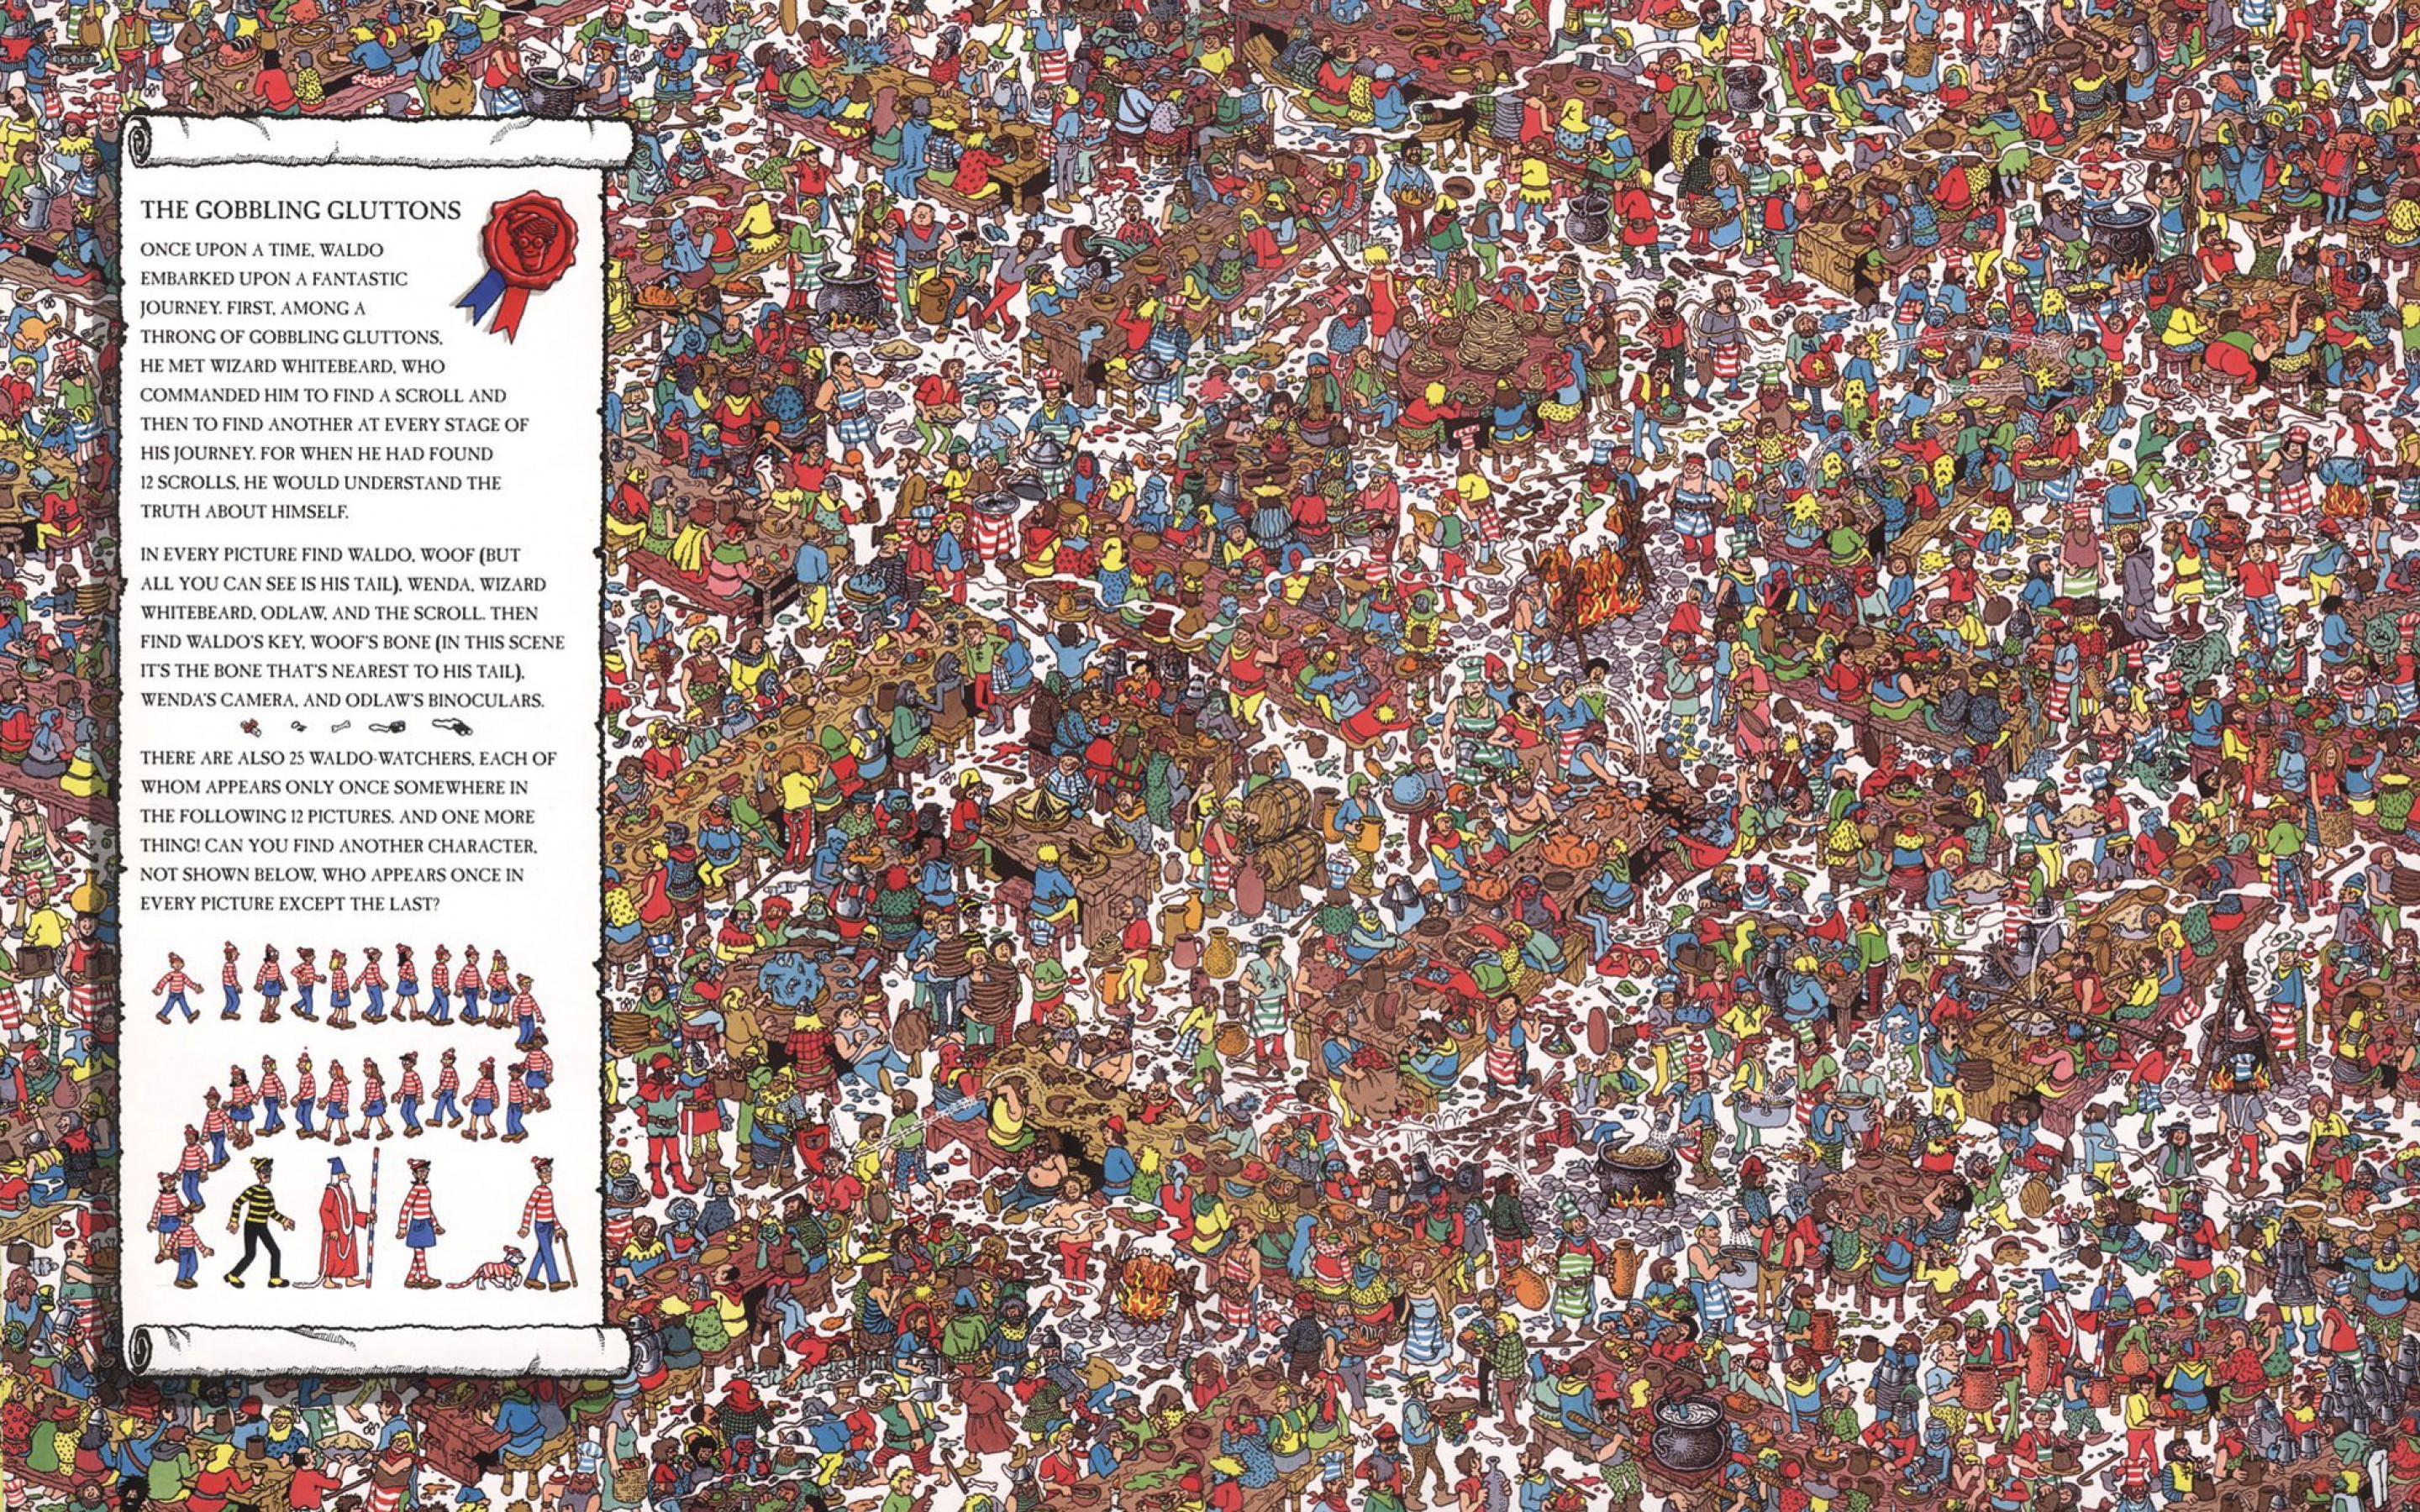 THE GOBBLING GLUTTONS
ONCE UPON A TIME, WALDO
EMBARKED UPON A FANTASTIC
JOURNEY. FIRST, AMONG A
THRONG OF GOBBLING GLUTTONS,
HE MET WIZARD WHITEBEARD, WHO
COMMANDED HIM TO FIND A SCROLL AND
THEN TO FIND ANOTHER AT EVERY STAGE OF
HIS JOURNEY. FOR WHEN HE HAD FOUND
12 SCROLLS, HE WOULD UNDERSTAND THE
TRUTH ABOUT HIMSELF.
IN EVERY PICTURE FIND WALDO, WOOF (BUT
ALL YOU CAN SEE IS HIS TAIL), WENDA, WIZARD
WHITEBEARD, ODLAW, AND THE SCROLL. THEN
FIND WALDO'S KEY, WOOF'S BONE (IN THIS SCENE
IT'S THE BONE THAT'S NEAREST TO HIS TAIL),
WENDA'S CAMERA, AND ODLAW'S BINOCULARS.
THERE ARE ALSO 25 WALDO-WATCHERS, EACH OF
WHOM APPEARS ONLY ONCE SOMEWHERE IN
THE FOLLOWING 12 PICTURES. AND ONE MORE
THING! CAN YOU FIND ANOTHER CHARACTER,
NOT SHOWN BELOW, WHO APPEARS ONCE IN
EVERY PICTURE EXCEPT THE LAST?